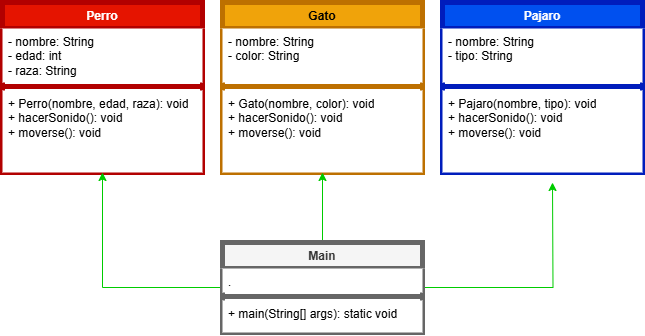 Perro
- nombre: String
- edad: int
- raza: String
+ Perro(nombre, edad, raza): void
+ hacerSonido(): void
+ moverse(): void
Gato
- nombre: String
- color: String
+ Gato(nombre, color): void
+ hacerSonido(): void
+ moverse(): void
Pajaro
- nombre: String
- tipo: String
+ Pajaro(nombre, tipo): void
+ hacerSonido(): void
+ moverse(): void
Main
.
+ main(String[] args): static void